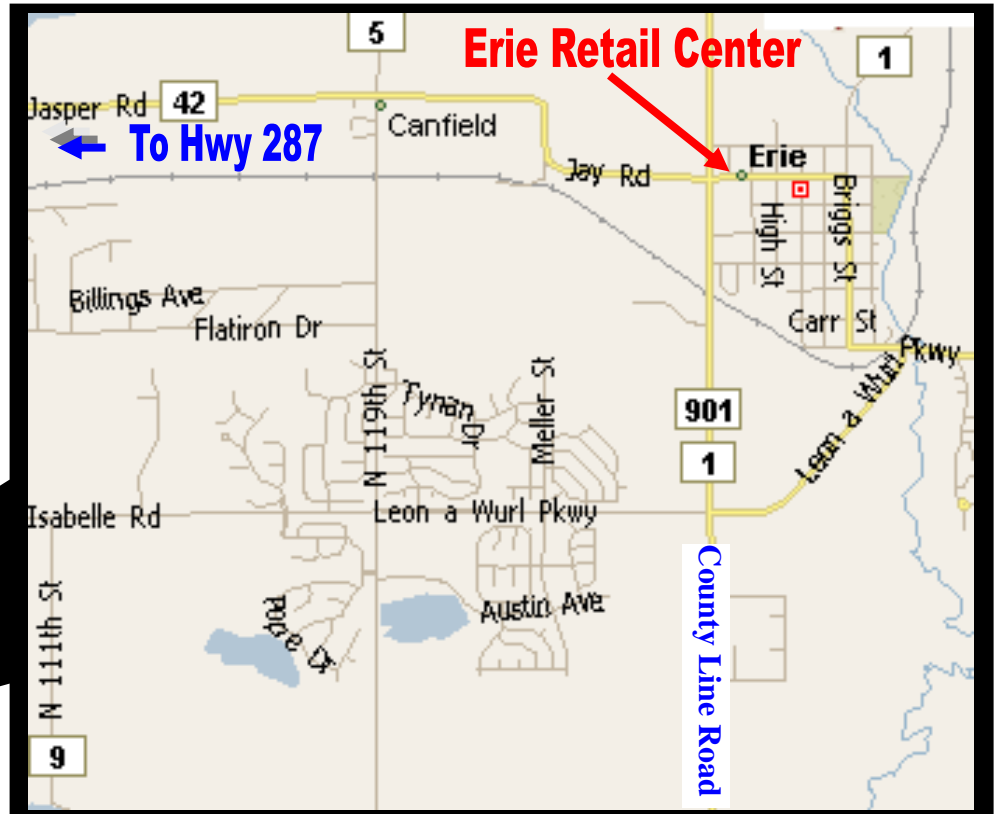 5
Erie Retail Center
1
Jasper Rd
42
Canfield
To Hwy 287
Jay Rd
Erie
High St
Briggs St
Billings Ave
Flatiron Dr
Carr St
Leon a Wurl Pkwy
N 119th St
Tynan Dr
Meller St
901
1
Isabelle Rd
Leon a Wurl Pkwy
N 111th St
Pope Dr
Austin Ave
County Line Road
9